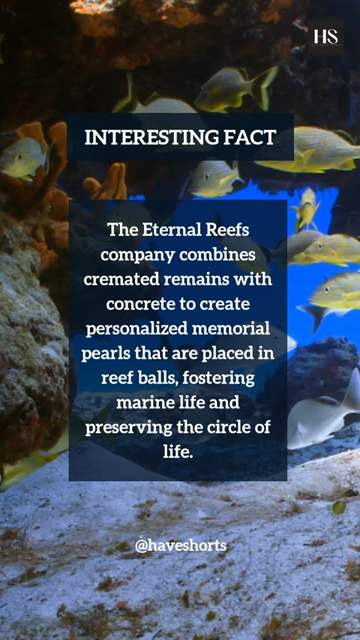 HS
INTERESTING FACT
The Eternal Reefs
company combines
cremated remains with
concrete to create
personalized memorial
pearls that are placed in
reef balls, fostering
marine life and
preserving the circle of
life.
@haveshorts